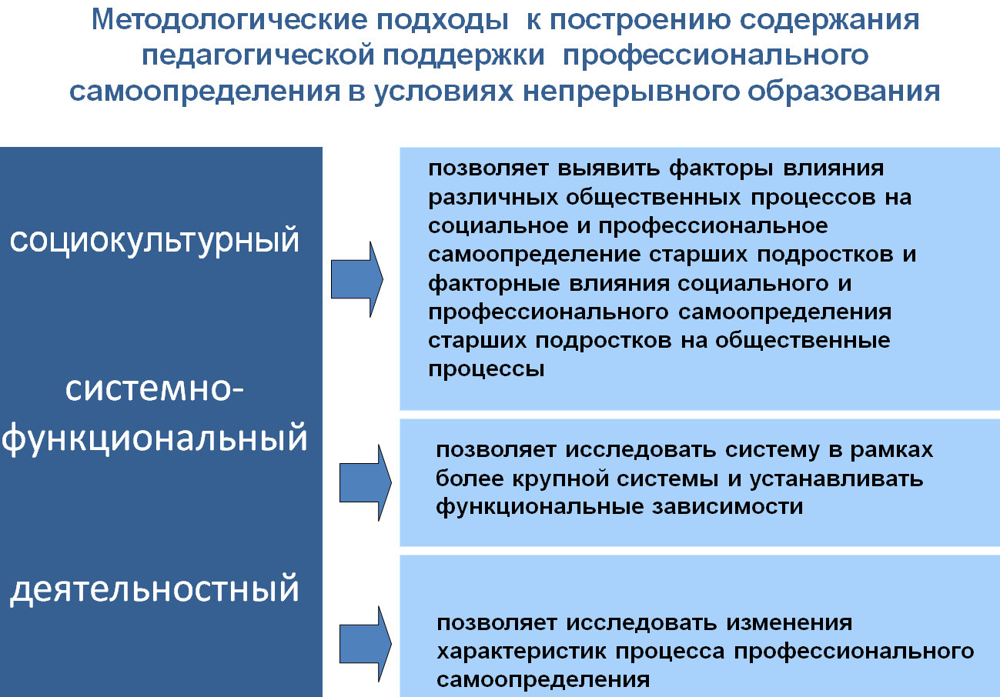 Методологические подходы к построению содержания
педагогической поддержки профессионального
самоопределения в условиях непрерывного образования
социокультурный
позволяет выявить факторы влияния
различных общественных процессов на
социальное и профессиональное
самоопределение старших подростков и
факторные влияния социального и
профессионального самоопределения
старших подростков на общественные
процессы
системно-
функциональный
позволяет исследовать систему в рамках
более крупной системы и устанавливать
функциональные зависимости
деятельностный
позволяет исследовать изменения
характеристик процесса профессионального
самоопределения